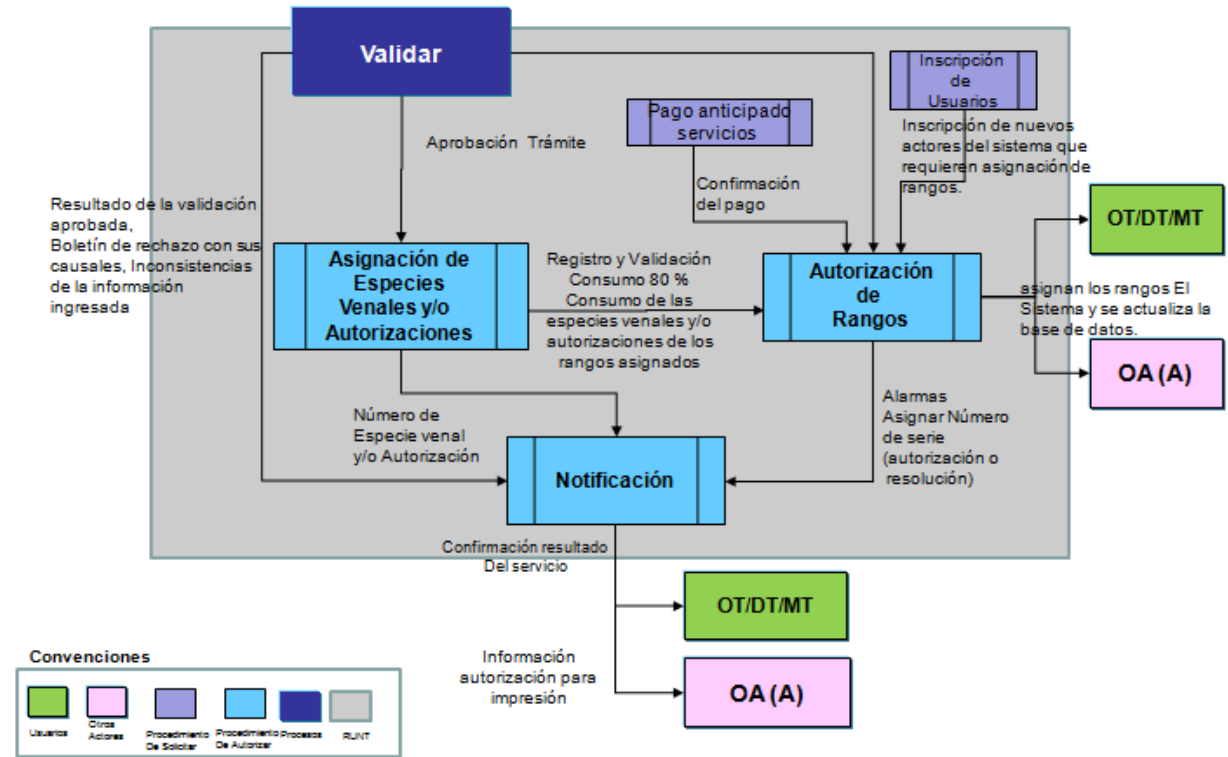 Validar
Inscripción
de
Usuarios
Pago anticipado
servicios
Aprobación Trámite
Inscripción de nuevos
actores del sistema que
requieren asignación de
rangos.
Confirmación
del pago
Resultado de la validación
aprobada,
Boletín de rechazo con sus
causales, Inconsistencias
de la información
ingresada
OT/DT/MT
Asignación de
Especies
Venales y/o
Autorizaciones
Registro y Validación
Consumo 80 %
Consumo de las
especies venales y/o
autorizaciones de los
rangos asignados
Autorización
de
Rangos
asignan los rangos El
Sistema y se actualiza la
base de datos.
OA (A)
Número de
Especie venal
y/o Autorización
Alarmas
Asignar Número
de serie
(autorización o
resolución)
Notificación
Confirmación resultado
Del servicio
OT/DT/MT
Información
autorización para
impresión
OA (A)
Convenciones
Usuarios
Otros
Actores
Procedimiento
De Solicitar
Procedimiento
De Autorizar
Procesos
RUNT